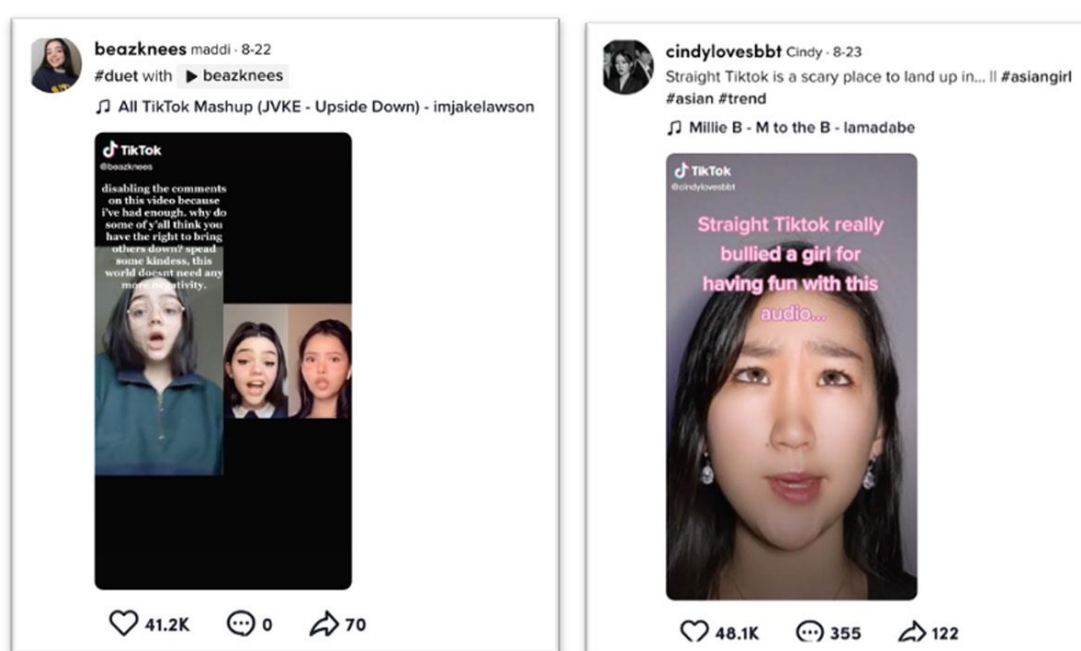 beazknees maddi · 8-22
#duet with ▶ beazknees
♫ All TikTok Mashup (JVKE - Upside Down) - imjakelawson
TikTok
@beazknees
disabling the comments
on this video because
i've had enough. why do
some of y'all think you
have the right to bring
others down? spead
some kindess, this
world doesnt need any
more negativity.
41.2K 0 70
cindylovesbbt Cindy · 8-23
Straight Tiktok is a scary place to land up in... || #asiangirl
#asian #trend
♫ Millie B - M to the B - lamadabe
TikTok
@cindylovesbbt
Straight Tiktok really
bullied a girl for
having fun with this
audio...
48.1K 355 122